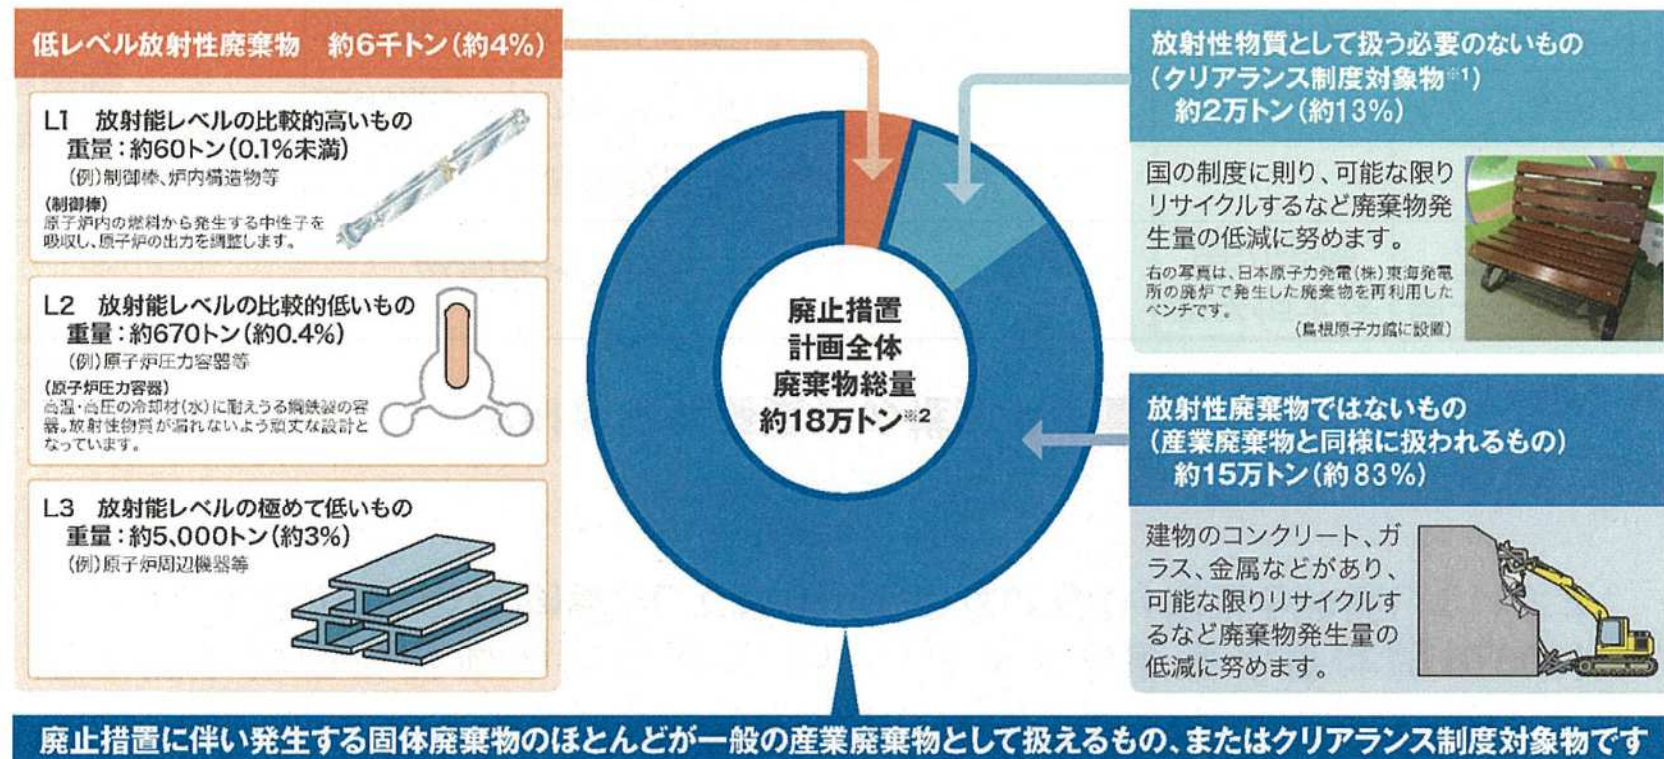 低レベル放射性廃棄物　約6千トン(約4%)
L1　放射能レベルの比較的高いもの
重量：約60トン(0.1%未満)
(例)制御棒、炉内構造物等
(制御棒)
原子炉内の燃料から発生する中性子を
吸収し、原子炉の出力を調整します。
L2　放射能レベルの比較的低いもの
重量：約670トン(約0.4%)
(例)原子炉圧力容器等
(原子炉圧力容器)
高温・高圧の冷却材(水)に耐えうる鋼鉄製の容
器。放射性物質が漏れないよう頑丈な設計と
なっています。
L3　放射能レベルの極めて低いもの
重量：約5,000トン(約3%)
(例)原子炉周辺機器等
廃止措置
計画全体
廃棄物総量
約18万トン※2
放射性物質として扱う必要のないもの
(クリアランス制度対象物※1)
約2万トン(約13%)
国の制度に則り、可能な限り
リサイクルするなど廃棄物発
生量の低減に努めます。
右の写真は、日本原子力発電(株)東海発電
所の廃炉で発生した廃棄物を再利用した
ベンチです。
(島根原子力館に設置)
放射性廃棄物ではないもの
(産業廃棄物と同様に扱われるもの)
約15万トン(約83%)
建物のコンクリート、ガ
ラス、金属などがあり、
可能な限りリサイクルす
るなど廃棄物発生量の
低減に努めます。
廃止措置に伴い発生する固体廃棄物のほとんどが一般の産業廃棄物として扱えるもの、またはクリアランス制度対象物です